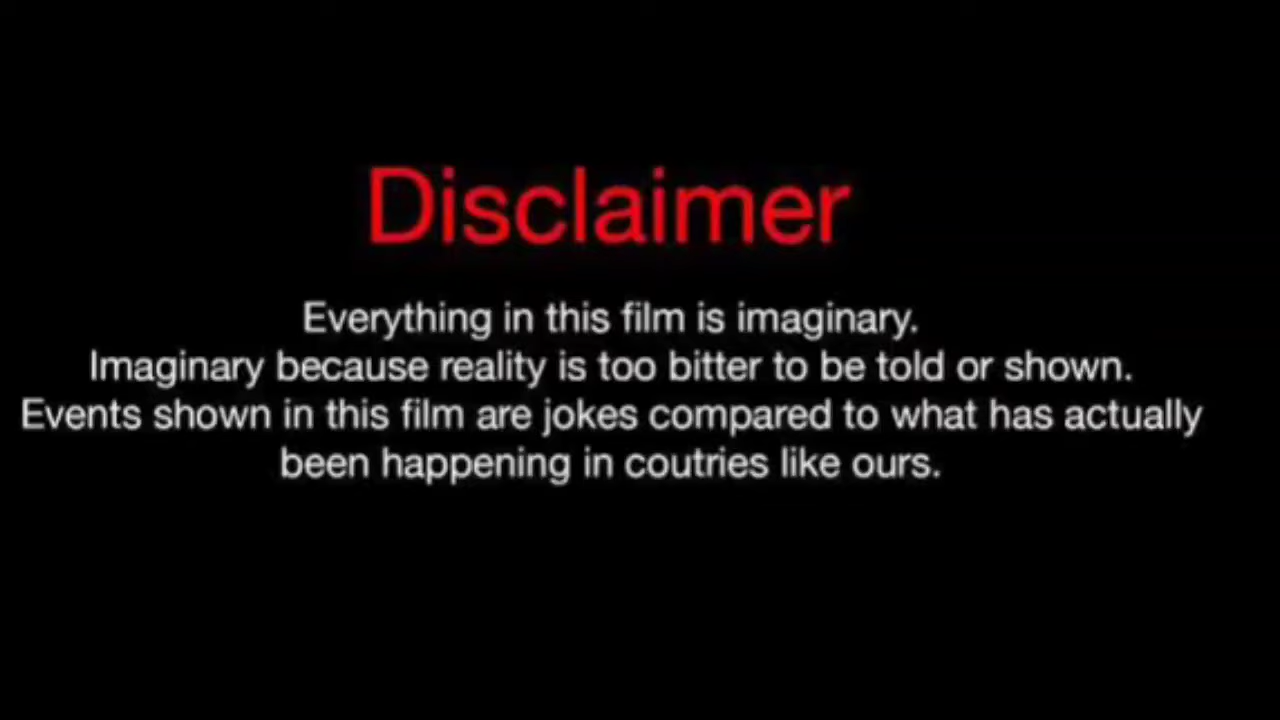 Disclaimer
Everything in this film is imaginary.
Imaginary because reality is too bitter to be told or shown.
Events shown in this film are jokes compared to what has actually
been happening in coutries like ours.